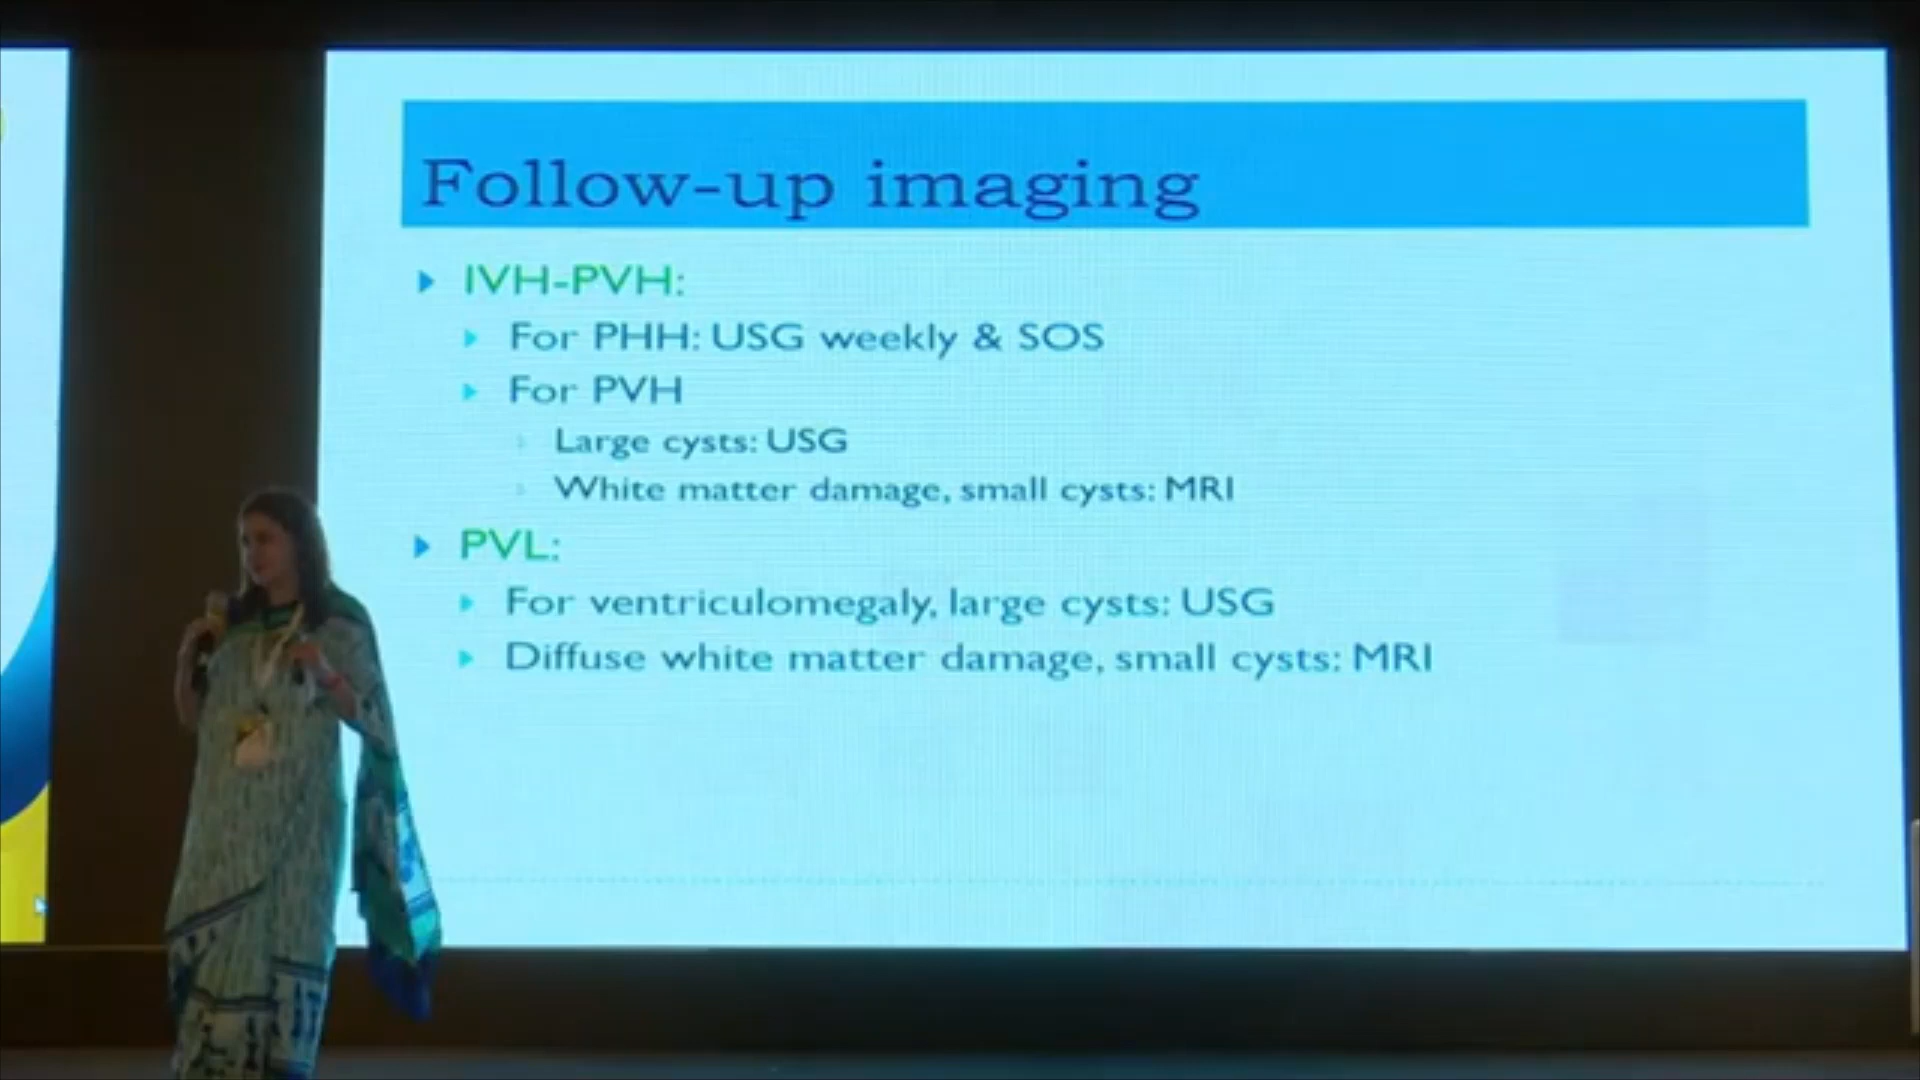 Follow-up imaging
IVH-PVH:
For PHH: USG weekly & SOS
For PVH
Large cysts: USG
White matter damage, small cysts: MRI
PVL:
For ventriculomegaly, large cysts: USG
Diffuse white matter damage, small cysts: MRI